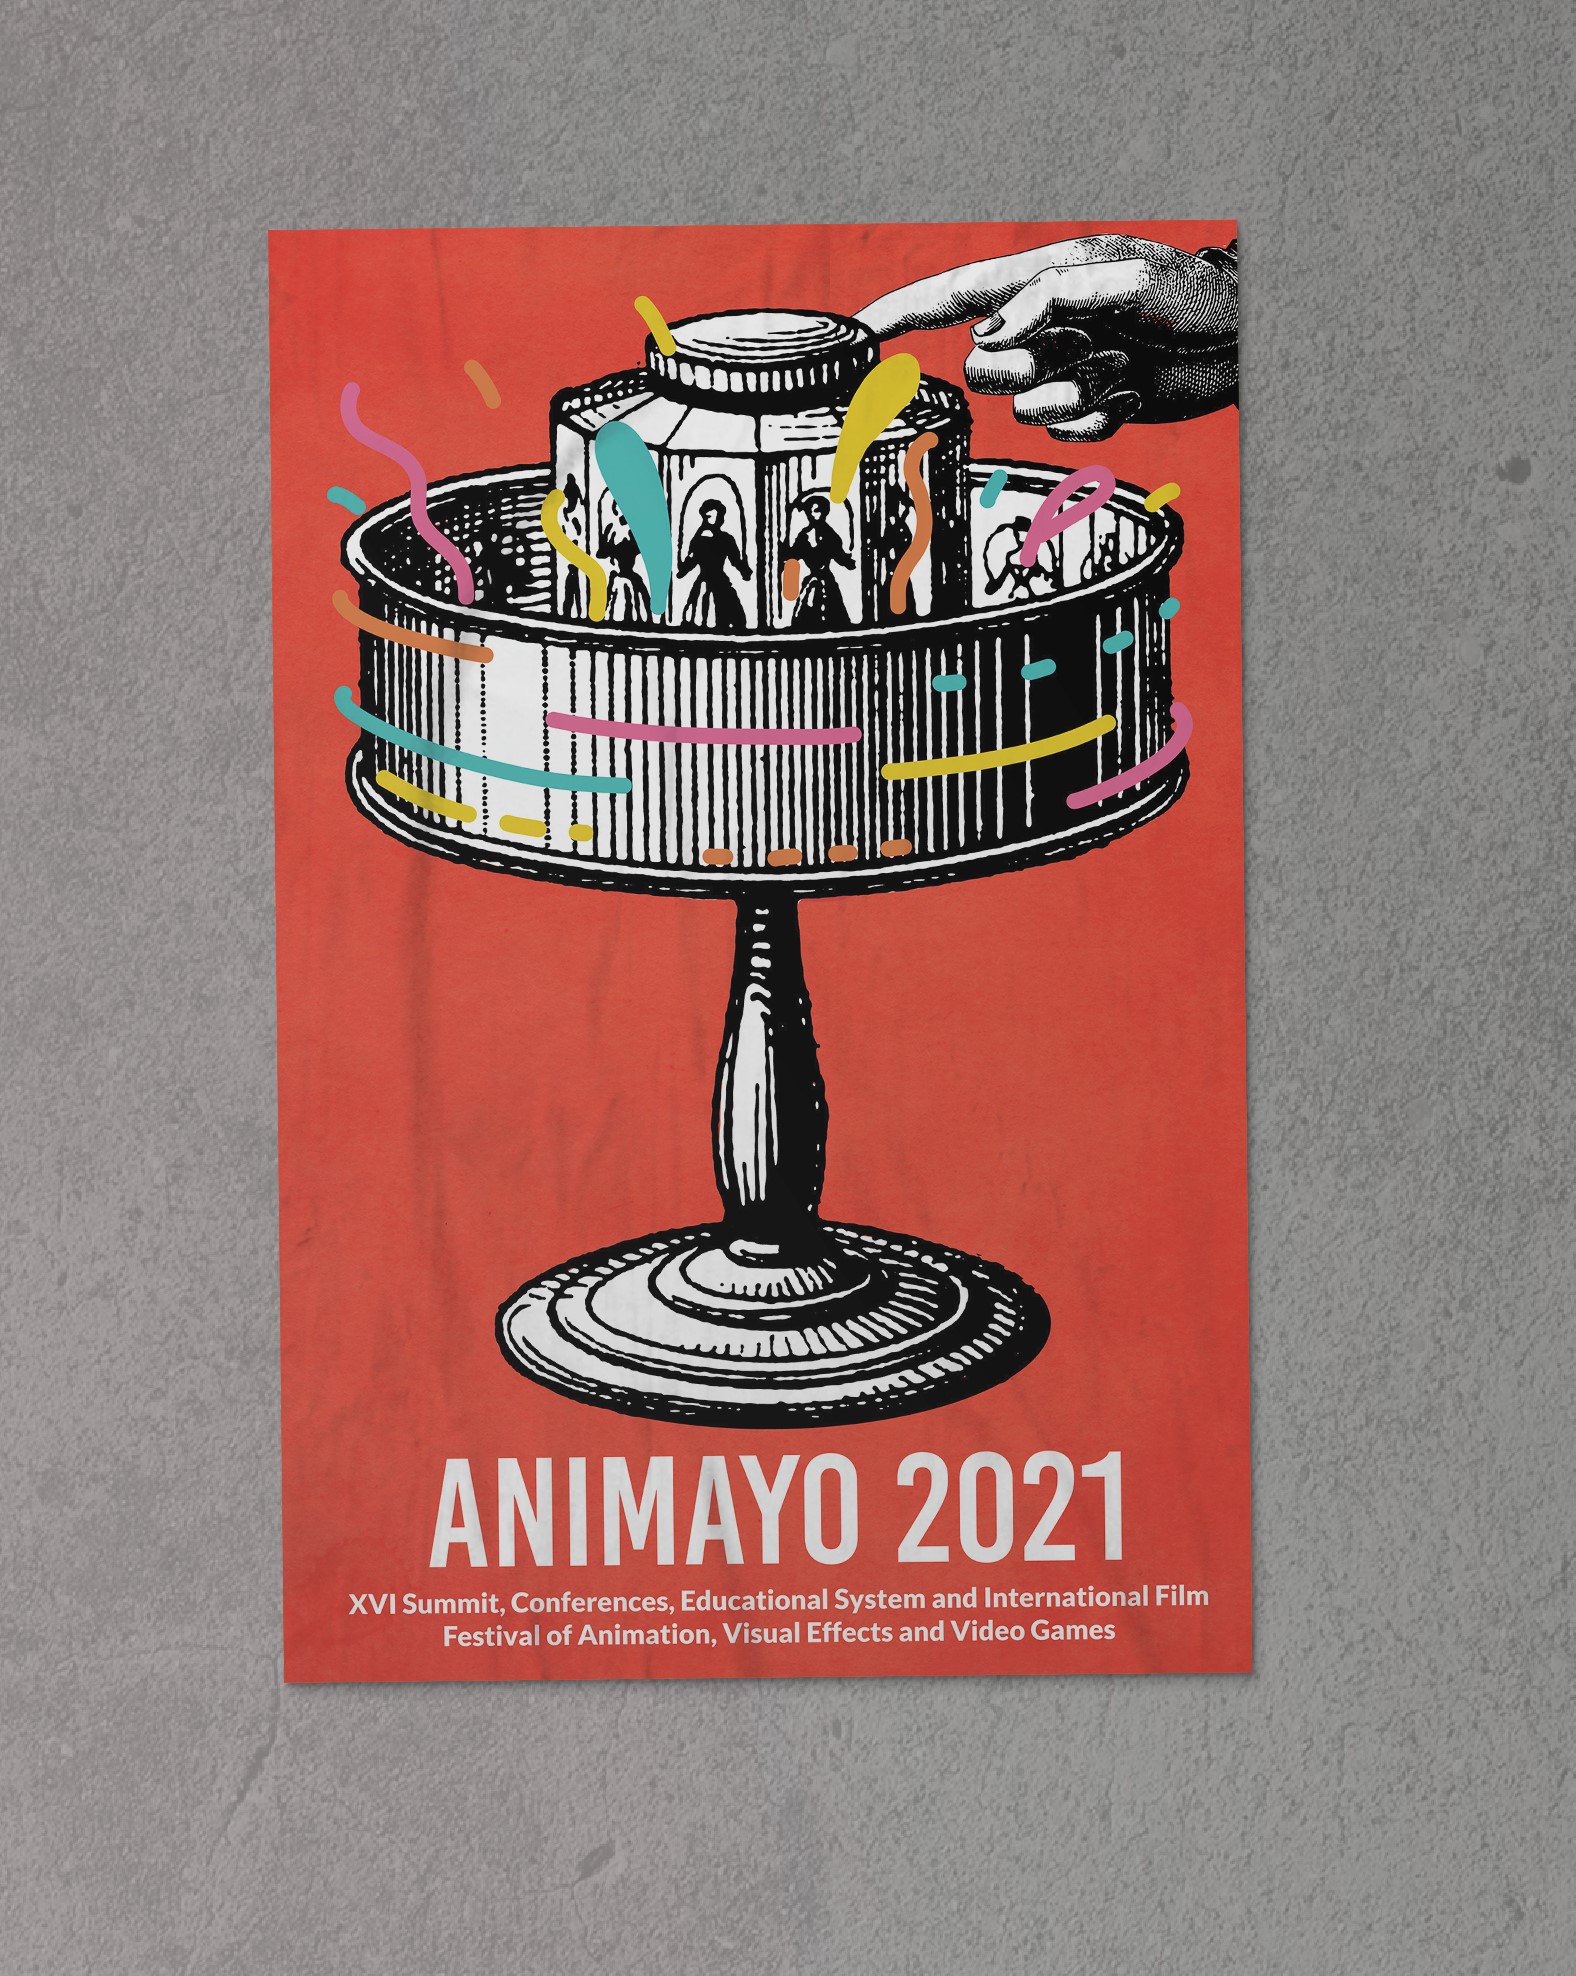 ANIMAYO 2021
XVI Summit, Conferences, Educational System and International Film
Festival of Animation, Visual Effects and Video Games